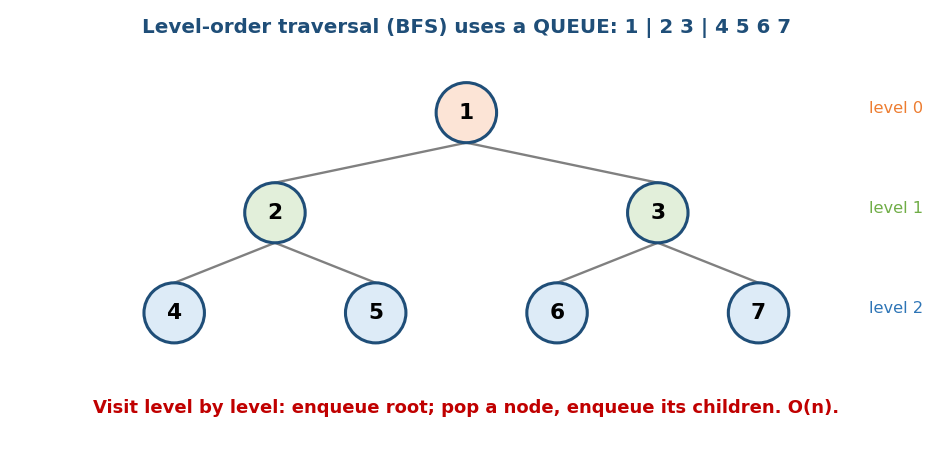 Level-order traversal (BFS) uses a QUEUE: 1 | 2 3 | 4 5 6 7
1
level 0
2
3
level 1
4
5
6
7
level 2
Visit level by level: enqueue root; pop a node, enqueue its children. O(n).